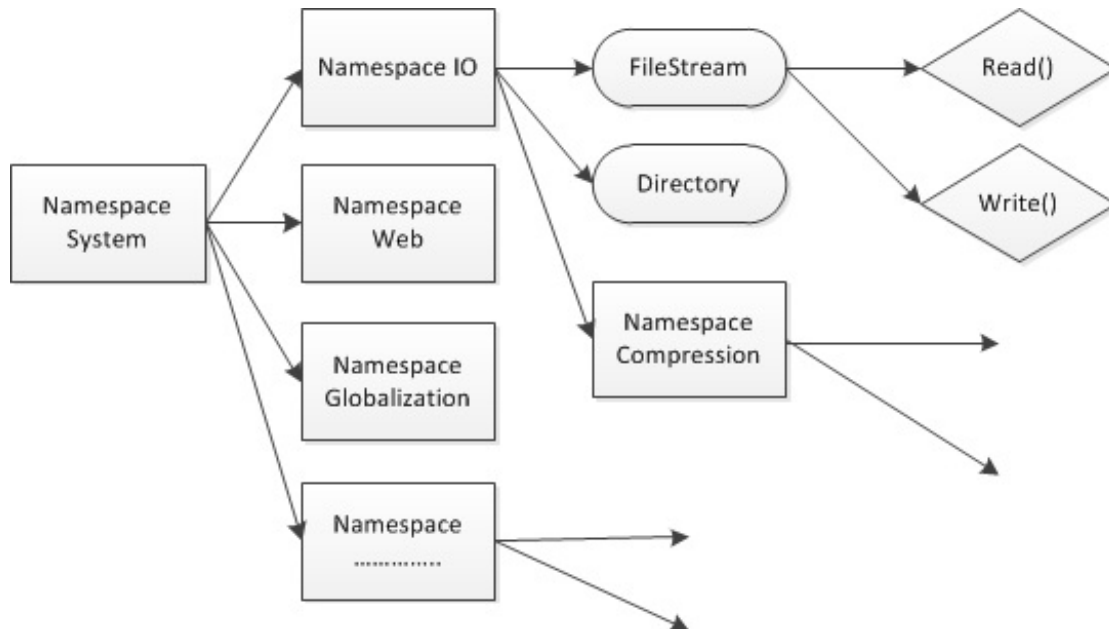 Namespace IO
FileStream
Read()
Namespace
System
Namespace
Web
Directory
Write()
Namespace
Compression
Namespace
Globalization
Namespace
..............